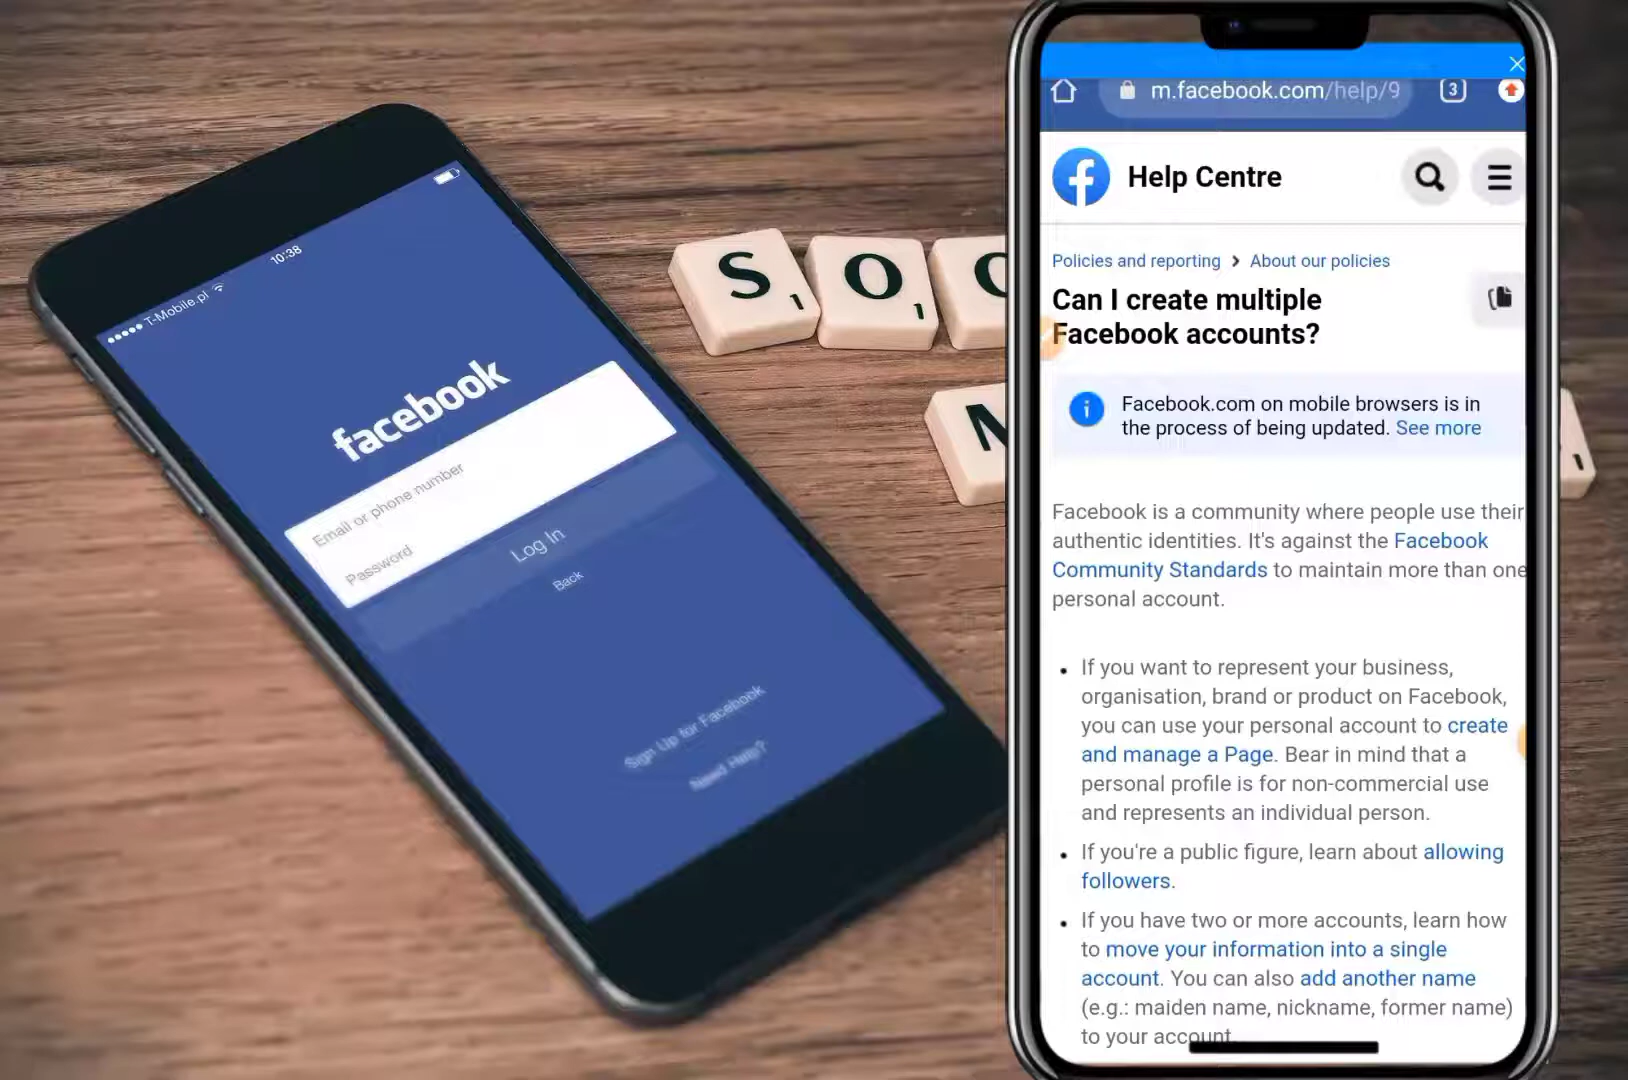 10:38
T-Mobile.pl
facebook
Email or phone number
Password
Log In
Back
Sign Up for Facebook
Need Help?
S1 O1 C
N
1
m.facebook.com/help/9
3
Help Centre
Policies and reporting > About our policies
Can I create multiple
Facebook accounts?
Facebook.com on mobile browsers is in
the process of being updated. See more
Facebook is a community where people use their
authentic identities. It's against the Facebook
Community Standards to maintain more than one
personal account.
• If you want to represent your business,
organisation, brand or product on Facebook,
you can use your personal account to create
and manage a Page. Bear in mind that a
personal profile is for non-commercial use
and represents an individual person.
• If you're a public figure, learn about allowing
followers.
• If you have two or more accounts, learn how
to move your information into a single
account. You can also add another name
(e.g.: maiden name, nickname, former name)
to your account.